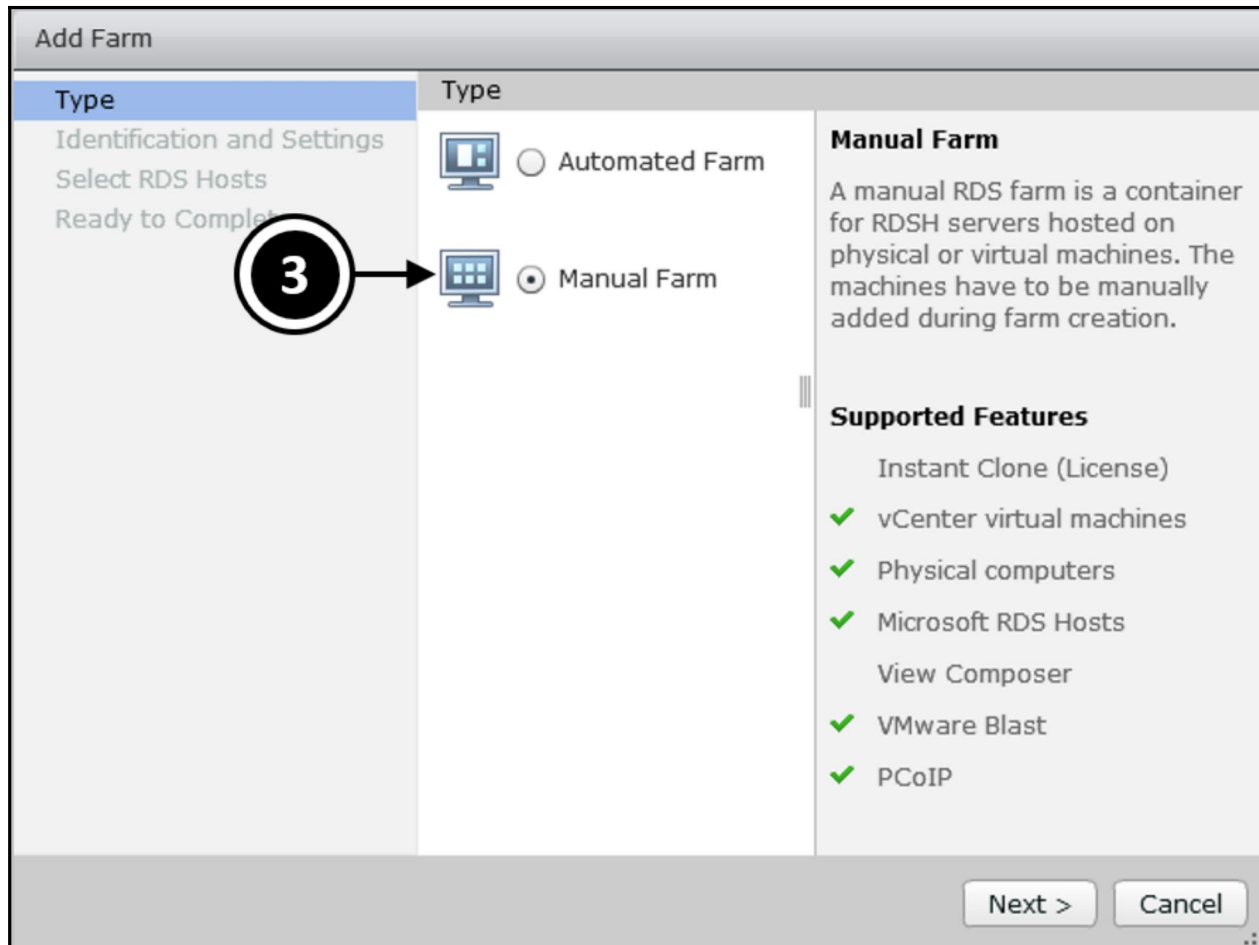 Add Farm
Type
Identification and Settings
Select RDS Hosts
Ready to Complet
3
Type
Automated Farm
Manual Farm
Manual Farm
A manual RDS farm is a container
for RDSH servers hosted on
physical or virtual machines. The
machines have to be manually
added during farm creation.
Supported Features
Instant Clone (License)
vCenter virtual machines
Physical computers
Microsoft RDS Hosts
View Composer
VMware Blast
PCoIP
Next >
Cancel